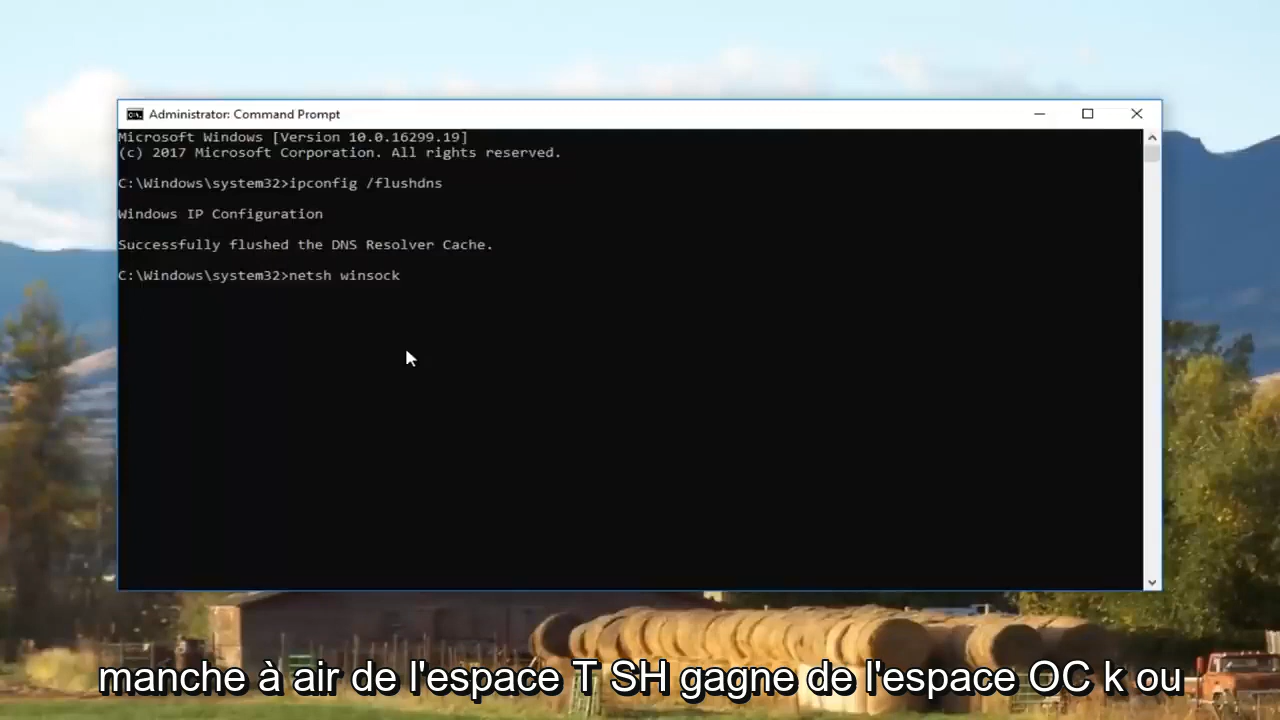 Administrator: Command Prompt
Microsoft Windows [Version 10.0.16299.19]
(c) 2017 Microsoft Corporation. All rights reserved.
C:\Windows\system32>ipconfig /flushdns
Windows IP Configuration
Successfully flushed the DNS Resolver Cache.
C:\Windows\system32>netsh winsock
manche à air de l'espace T SH gagne de l'espace OC k ou